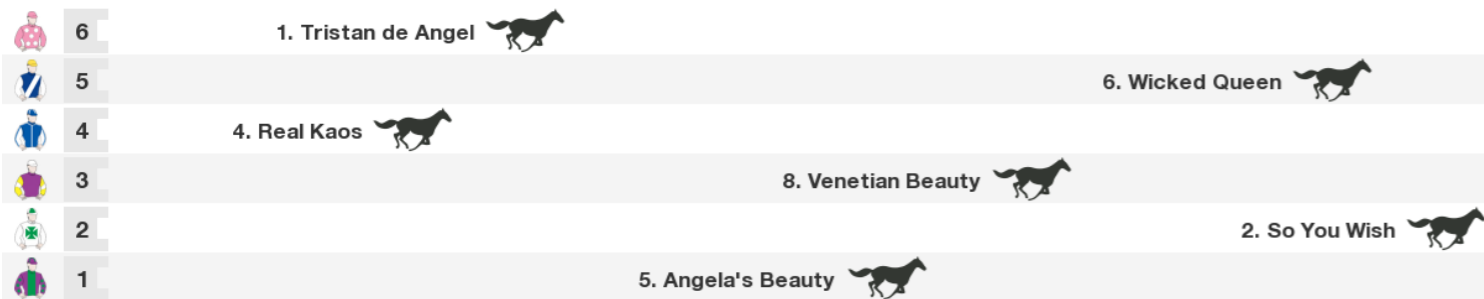 6 1. Tristan de Angel
5 6. Wicked Queen
4 4. Real Kaos
3 8. Venetian Beauty
2 2. So You Wish
1 5. Angela's Beauty